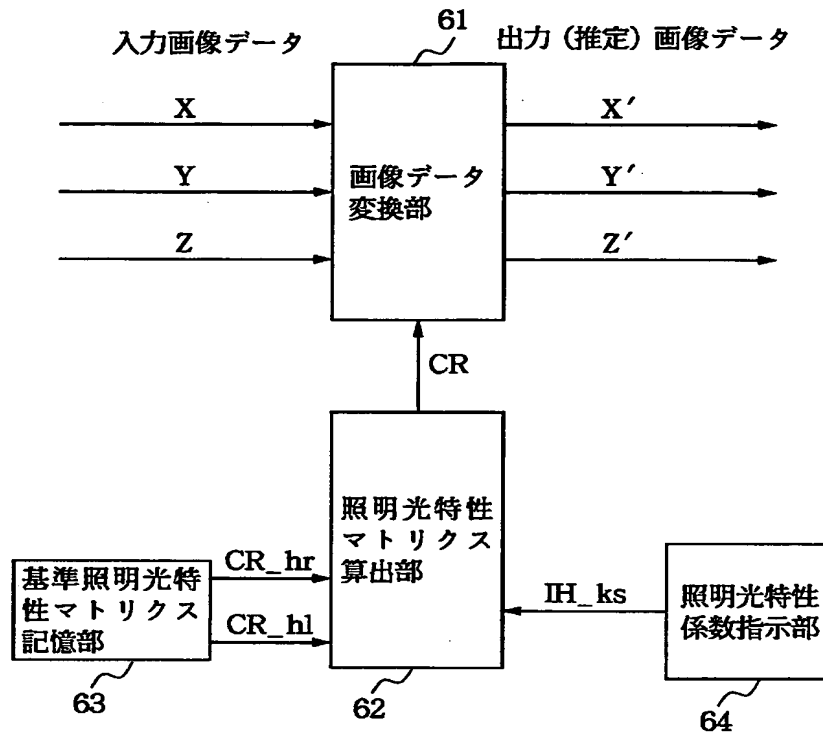 61
入力画像データ
出力(推定)画像データ
X
X′
Y
Y′
Z
Z′
画像データ
変換部
CR
照明光特性
マトリクス
算出部
CR_hr
CR_hl
基準照明光特
性マトリクス
記憶部
IH_ks
照明光特性
係数指示部
63
62
64